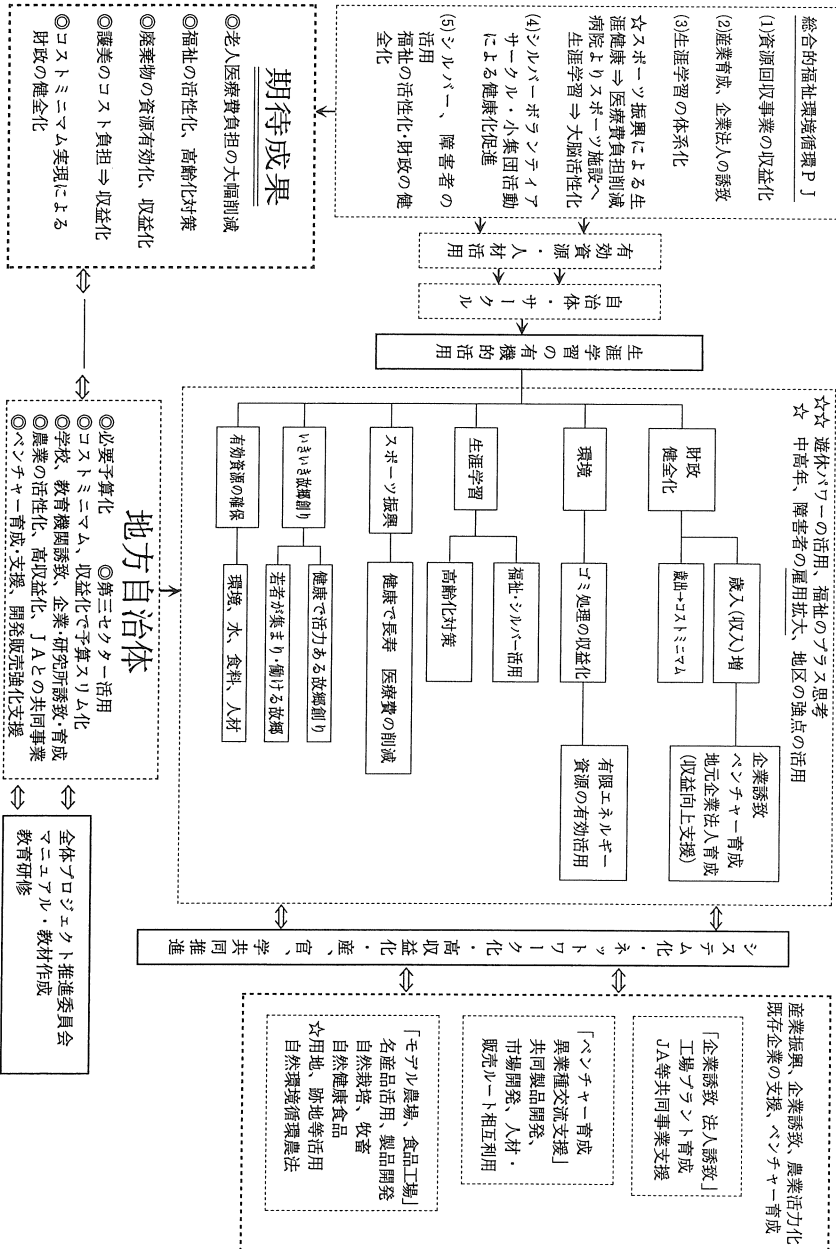 総合的福祉環境循環ＰＪ
(1)資源回収事業の収益化
(2)産業育成、企業法人の誘致
(3)生涯学習の体系化
☆スポーツ振興による生
涯健康⇒医療費負担削減
病院よりスポーツ施設へ
生涯学習⇒大脳活性化
(4)シルバーボランティア
サークル・小集団活動
による健康化促進
(5)シルバー、障害者の
活用
福祉の活性化・財政の健
全化
期待成果
◎老人医療費負担の大幅削減
◎福祉の活性化、高齢化対策
◎廃棄物の資源有効化、収益化
◎護美のコスト負担⇒収益化
◎コストミニマム実現による
財政の健全化
有効資源・人材活用
自治体・サークル
生涯学習の有機的活用
☆☆ 遊休パワーの活用、福祉のプラス思考
☆ 中高年、障害者の雇用拡大、地区の強点の活用
財政
健全化
歳入(収入)増
歳出→コストミニマム
企業誘致
ベンチャー育成
地元企業法人育成
(収益向上支援)
環境
ゴミ処理の収益化
有限エネルギー
資源の有効活用
生涯学習
福祉・シルバー活用
高齢化対策
スポーツ振興
健康で長寿　医療費の削減
いきいき故郷創り
健康で活力ある故郷創り
若者が集まり・働ける故郷
有効資源の確保
環境、水、食料、人材
地方自治体
◎必要予算化　◎第三セクター活用
◎コストミニマム、収益化で予算スリム化
◎学校、教育機関誘致、企業・研究所誘致・育成
◎農業の活性化、高収益化、ＪＡとの共同事業
◎ベンチャー育成・支援、開発販売強化支援
全体プロジェクト推進委員会
マニュアル・教材作成
教育研修
システム化・ネットワーク化・高収益化・産、官、学共同推進
産業振興、企業誘致、農業活力化
既存企業の支援、ベンチャー育成
「企業誘致 法人誘致」
工場プラント育成
JA等共同事業支援
「ベンチャー育成
異業種交流支援」
共同製品開発、
市場開発、人材・
販売ルート相互利用
「モデル農場、食品工場」
名産品活用、製品開発
自然栽培、牧畜
自然健康食品
☆用地、跡地等活用
自然環境循環農法